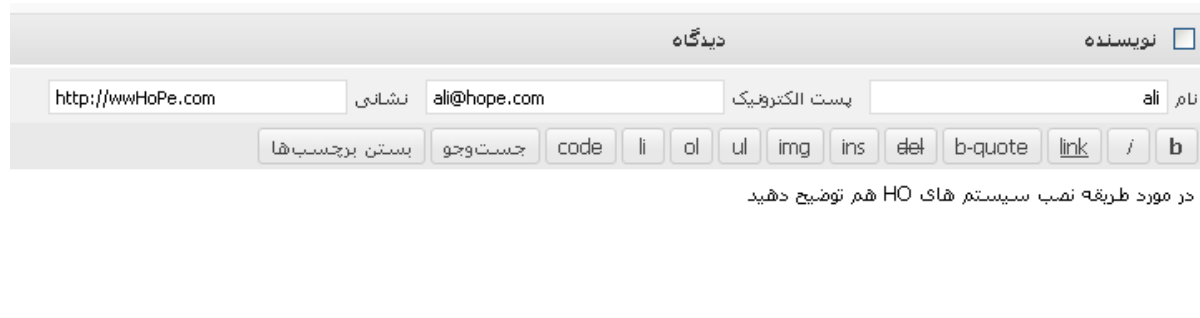 نویسنده دیدگاه
نام ali پست الکترونیک ali@hope.com نشانی http://wwHoPe.com
b i link b-quote del ins img ul ol li code جست‌وجو بستن برچسب‌ها
در مورد طریقه نصب سیستم های HO هم توضیح دهید